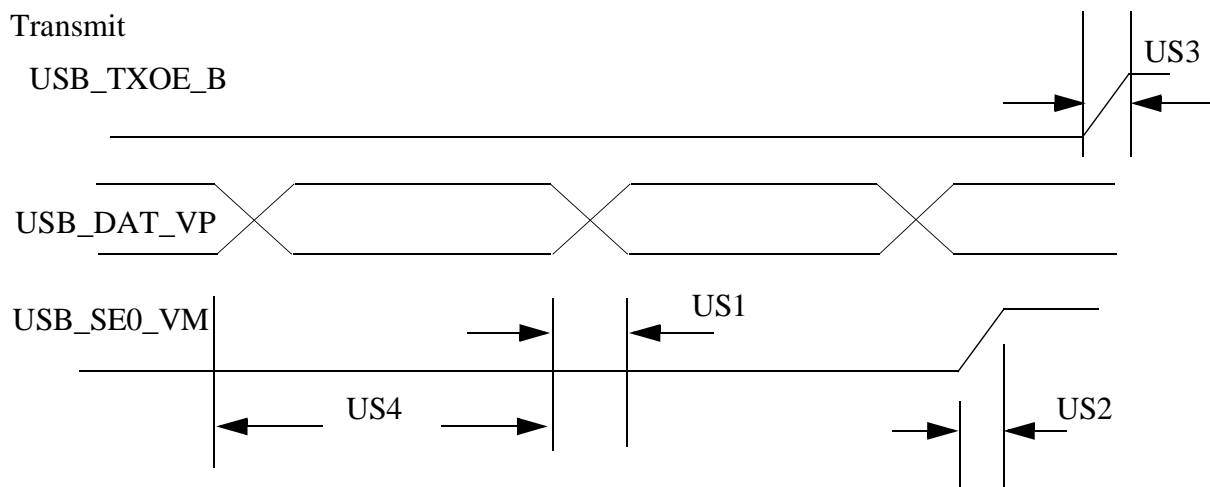 Transmit
US3
USB_TXOE_B
USB_DAT_VP
US1
USB_SE0_VM
US4
US2